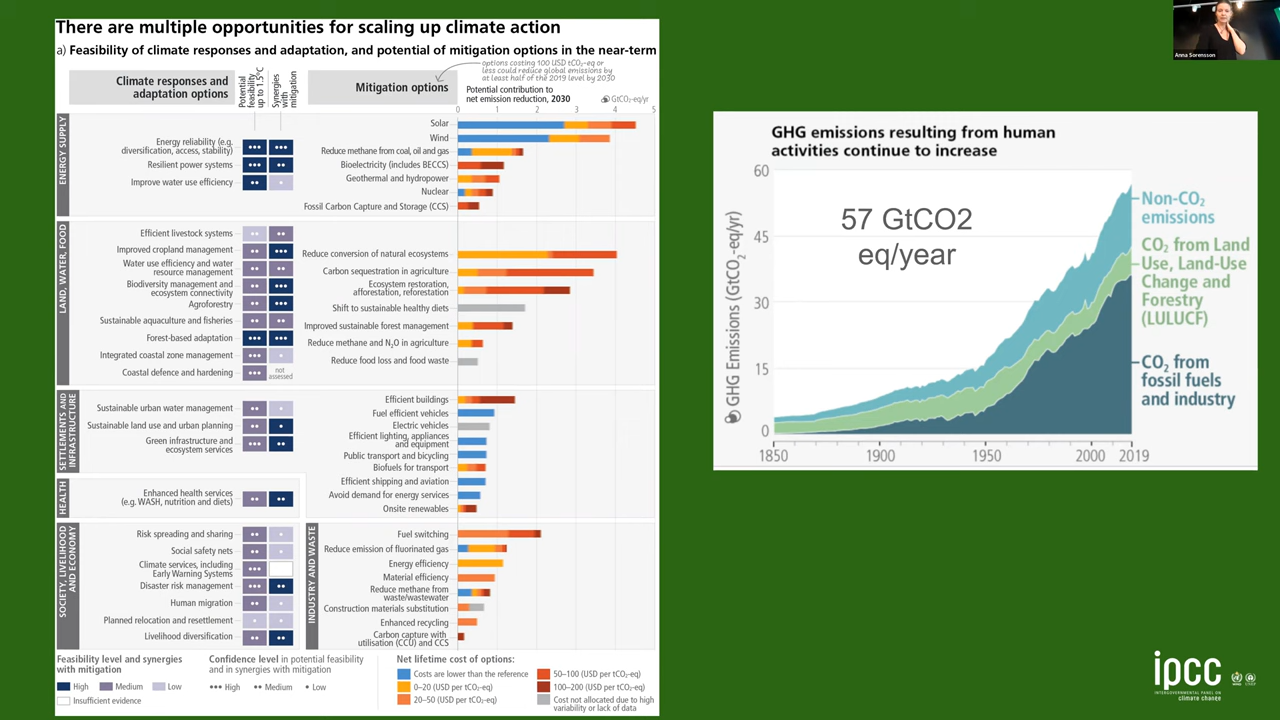 There are multiple opportunities for scaling up climate action
a) Feasibility of climate responses and adaptation, and potential of mitigation options in the near-term
options costing 100 USD tCO₂-eq or
less could reduce global emissions by
at least half of the 2019 level by 2030
Climate responses and
adaptation options
Potential
feasibility
up to 1.5°C
Synergies
with
mitigation
Mitigation options
Potential contribution to
net emission reduction, 2030
GtCO₂-eq/yr
0 1 2 3 4 5
ENERGY SUPPLY
Energy reliability (e.g.
diversification, access, stability)
Resilient power systems
Improve water use efficiency
Solar
Wind
Reduce methane from coal, oil and gas
Bioelectricity (includes BECCS)
Geothermal and hydropower
Nuclear
Fossil Carbon Capture and Storage (CCS)
LAND, WATER, FOOD
Efficient livestock systems
Improved cropland management
Water use efficiency and water
resource management
Biodiversity management and
ecosystem connectivity
Agroforestry
Sustainable aquaculture and fisheries
Forest-based adaptation
Integrated coastal zone management
Coastal defence and hardening
not
assessed
Reduce conversion of natural ecosystems
Carbon sequestration in agriculture
Ecosystem restoration,
afforestation, reforestation
Shift to sustainable healthy diets
Improved sustainable forest management
Reduce methane and N₂O in agriculture
Reduce food loss and food waste
SETTLEMENTS AND
INFRASTRUCTURE
Sustainable urban water management
Sustainable land use and urban planning
Green infrastructure and
ecosystem services
Efficient buildings
Fuel efficient vehicles
Electric vehicles
Efficient lighting, appliances
and equipment
Public transport and bicycling
Biofuels for transport
Efficient shipping and aviation
Avoid demand for energy services
Onsite renewables
HEALTH
Enhanced health services
(e.g. WASH, nutrition and diets)
SOCIETY, LIVELIHOOD
AND ECONOMY
Risk spreading and sharing
Social safety nets
Climate services, including
Early Warning Systems
Disaster risk management
Human migration
Planned relocation and resettlement
Livelihood diversification
INDUSTRY AND WASTE
Fuel switching
Reduce emission of fluorinated gas
Energy efficiency
Material efficiency
Reduce methane from
waste/wastewater
Construction materials substitution
Enhanced recycling
Carbon capture with
utilisation (CCU) and CCS
Feasibility level and synergies
with mitigation
High Medium Low
Insufficient evidence
Confidence level in potential feasibility
and in synergies with mitigation
••• High •• Medium • Low
Net lifetime cost of options:
Costs are lower than the reference
0–20 (USD per tCO₂-eq)
20–50 (USD per tCO₂-eq)
50–100 (USD per tCO₂-eq)
100–200 (USD per tCO₂-eq)
Cost not allocated due to high
variability or lack of data
Anna Sorensson
GHG emissions resulting from human
activities continue to increase
GHG Emissions (GtCO₂-eq/yr)
60
45
30
15
0
57 GtCO2
eq/year
1850 1900 1950 2000 2019
Non-CO₂
emissions
CO₂ from Land
Use, Land-Use
Change and
Forestry
(LULUCF)
CO₂ from
fossil fuels
and industry
ipcc
INTERGOVERNMENTAL PANEL ON
climate change